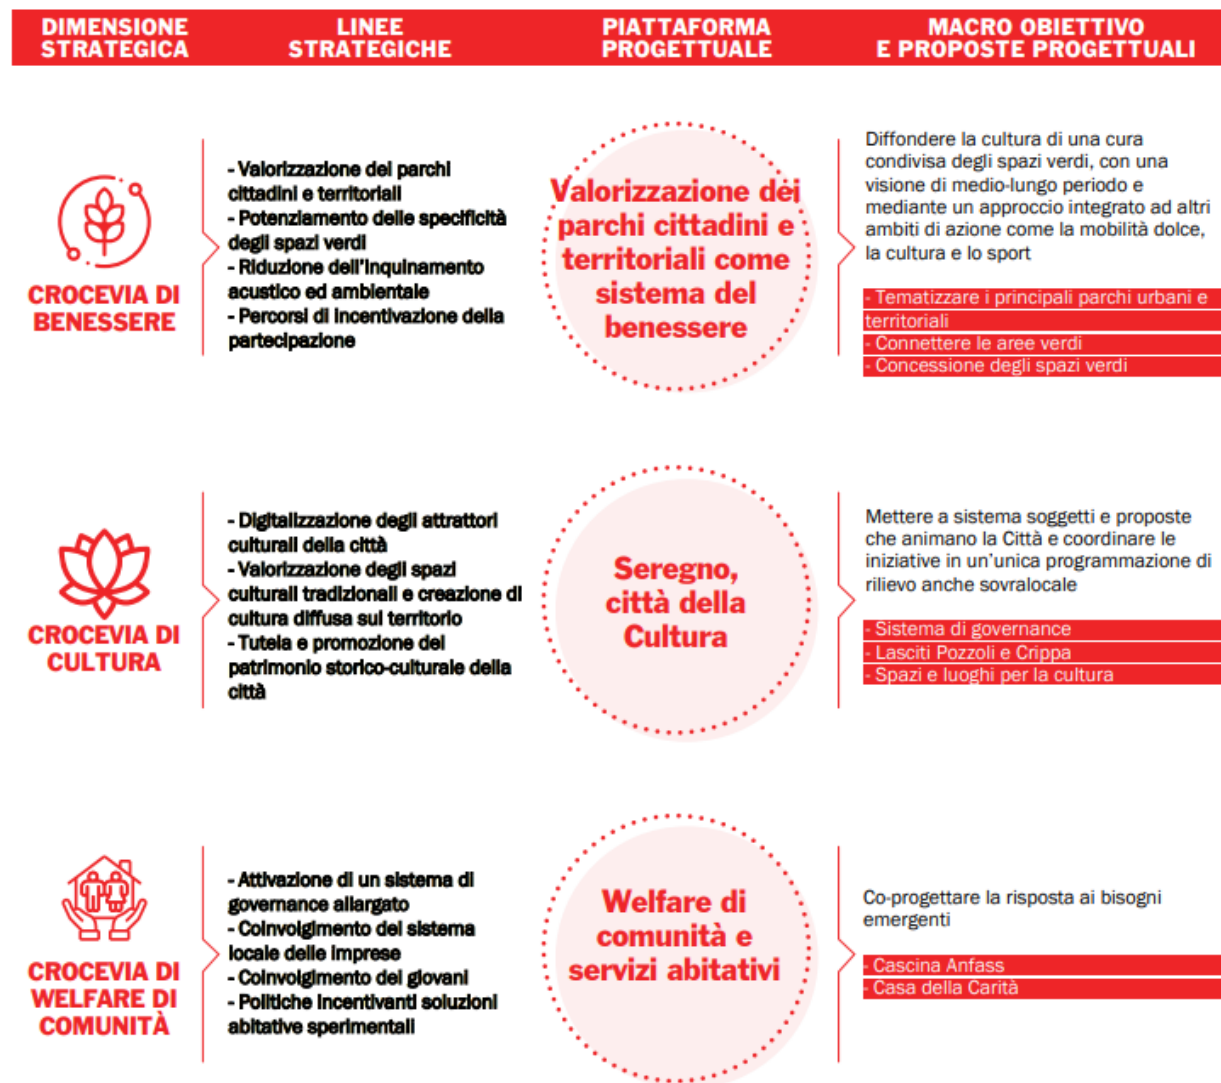 DIMENSIONE
STRATEGICA
LINEE
STRATEGICHE
PIATTAFORMA
PROGETTUALE
MACRO OBIETTIVO
E PROPOSTE PROGETTUALI
CROCEVIA DI
BENESSERE
- Valorizzazione dei parchi
cittadini e territoriali
- Potenziamento delle specificità
degli spazi verdi
- Riduzione dell'inquinamento
acustico ed ambientale
- Percorsi di incentivazione della
partecipazione
Valorizzazione dei
parchi cittadini e
territoriali come
sistema del
benessere
Diffondere la cultura di una cura
condivisa degli spazi verdi, con una
visione di medio-lungo periodo e
mediante un approccio integrato ad altri
ambiti di azione come la mobilità dolce,
la cultura e lo sport
- Tematizzare i principali parchi urbani e
territoriali
- Connettere le aree verdi
- Concessione degli spazi verdi
CROCEVIA DI
CULTURA
- Digitalizzazione degli attrattori
culturali della città
- Valorizzazione degli spazi
culturali tradizionali e creazione di
cultura diffusa sul territorio
- Tutela e promozione del
patrimonio storico-culturale della
città
Seregno,
città della
Cultura
Mettere a sistema soggetti e proposte
che animano la Città e coordinare le
iniziative in un'unica programmazione di
rilievo anche sovralocale
- Sistema di governance
- Lasciti Pozzoli e Crippa
- Spazi e luoghi per la cultura
CROCEVIA DI
WELFARE DI
COMUNITÀ
- Attivazione di un sistema di
governance allargato
- Coinvolgimento del sistema
locale delle imprese
- Coinvolgimento dei giovani
- Politiche incentivanti soluzioni
abitative sperimentali
Welfare di
comunità e
servizi abitativi
Co-progettare la risposta ai bisogni
emergenti
- Cascina Anfass
- Casa della Carità